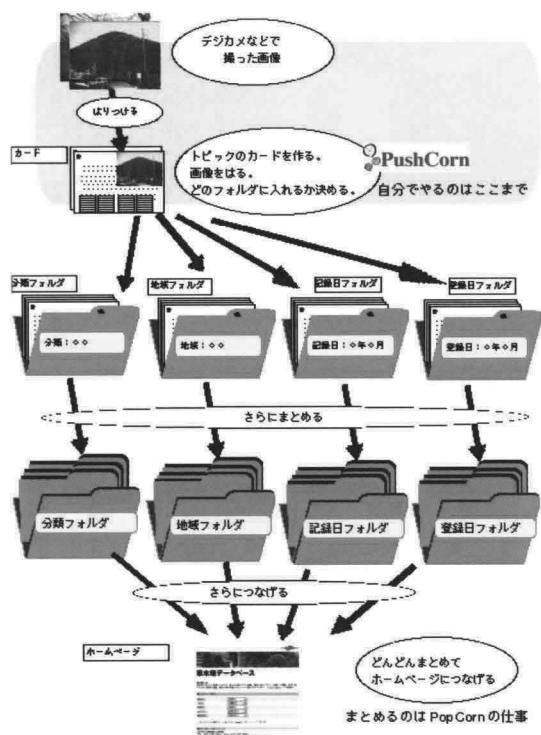 デジカメなどで
撮った画像
はりつける
カード
トピックのカードを作る。
画像をはる。
どのフォルダに入れるか決める。
PushCorn
自分でやるのはここまで
分類フォルダ
地域フォルダ
記録日フォルダ
登録日フォルダ
分類：◇◇
地域：◇◇
記録日：◇年◇月
登録日：◇年◇月
さらにまとめる
分類フォルダ
地域フォルダ
記録日フォルダ
登録日フォルダ
さらにつなげる
ホームページ
データベース
どんどんまとめて
ホームページにつなげる
まとめるのは PopCorn の仕事